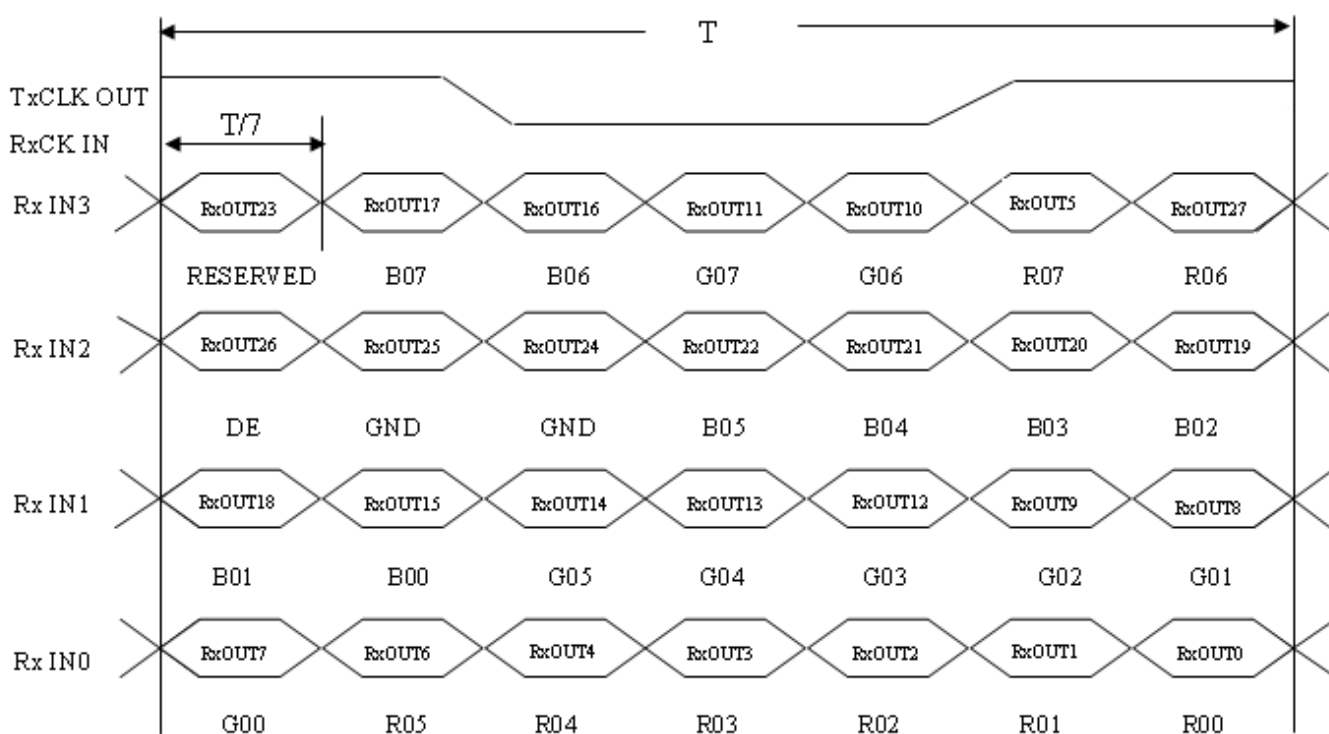 T
TxCLK OUT
T/7
RxCK IN
Rx IN3 RxOUT23 RxOUT17 RxOUT16 RxOUT11 RxOUT10 RxOUT5 RxOUT27
RESERVED B07 B06 G07 G06 R07 R06
Rx IN2 RxOUT26 RxOUT25 RxOUT24 RxOUT22 RxOUT21 RxOUT20 RxOUT19
DE GND GND B05 B04 B03 B02
Rx IN1 RxOUT18 RxOUT15 RxOUT14 RxOUT13 RxOUT12 RxOUT9 RxOUT8
B01 B00 G05 G04 G03 G02 G01
Rx IN0 RxOUT7 RxOUT6 RxOUT4 RxOUT3 RxOUT2 RxOUT1 RxOUT0
G00 R05 R04 R03 R02 R01 R00